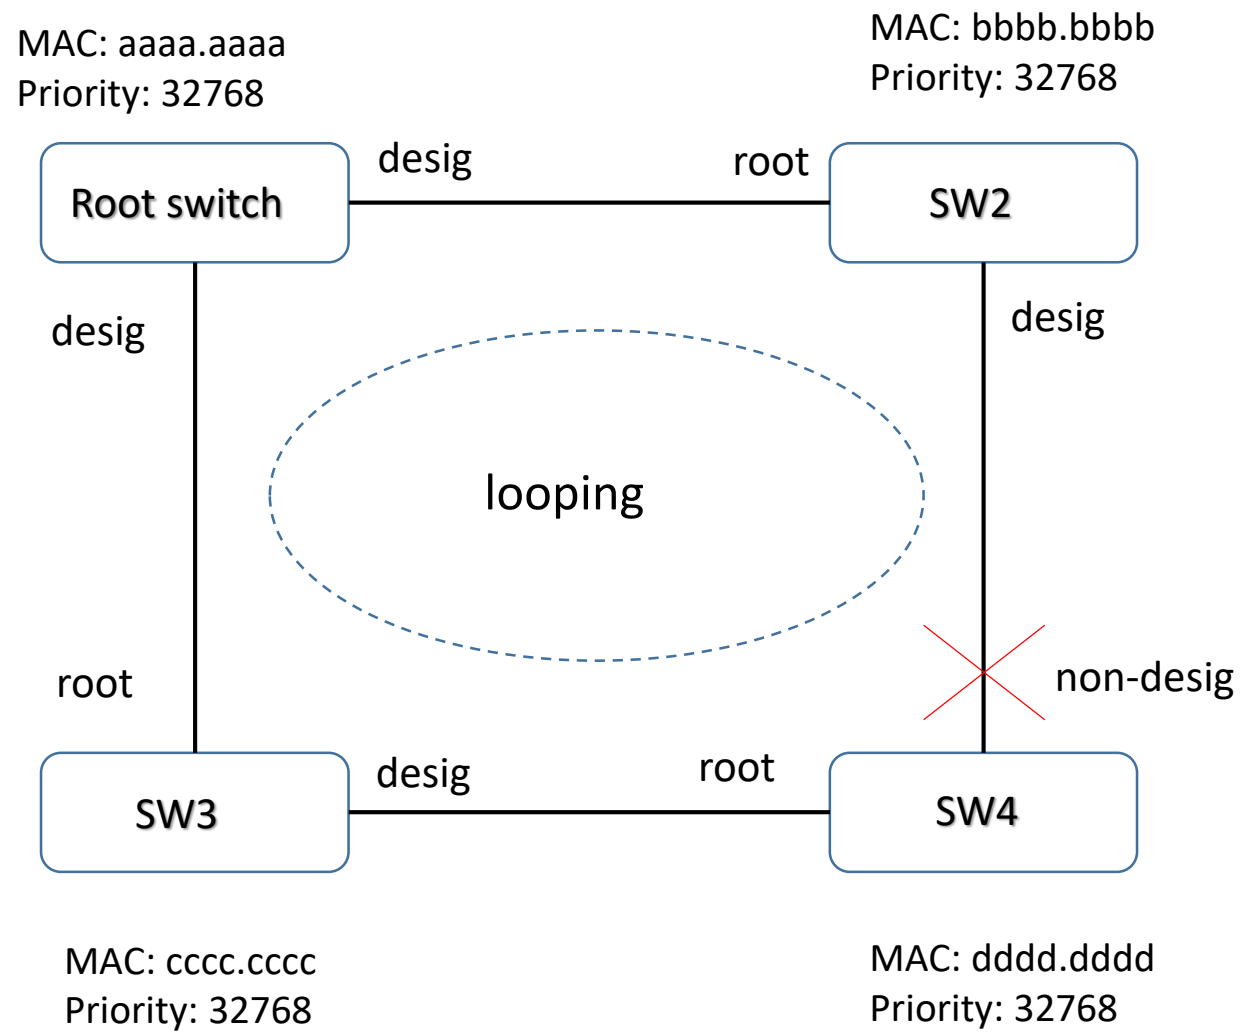 MAC: aaaa.aaaa
Priority: 32768
MAC: bbbb.bbbb
Priority: 32768
Root switch
desig
root
SW2
desig
desig
looping
root
non-desig
SW3
desig
root
SW4
MAC: cccc.cccc
Priority: 32768
MAC: dddd.dddd
Priority: 32768